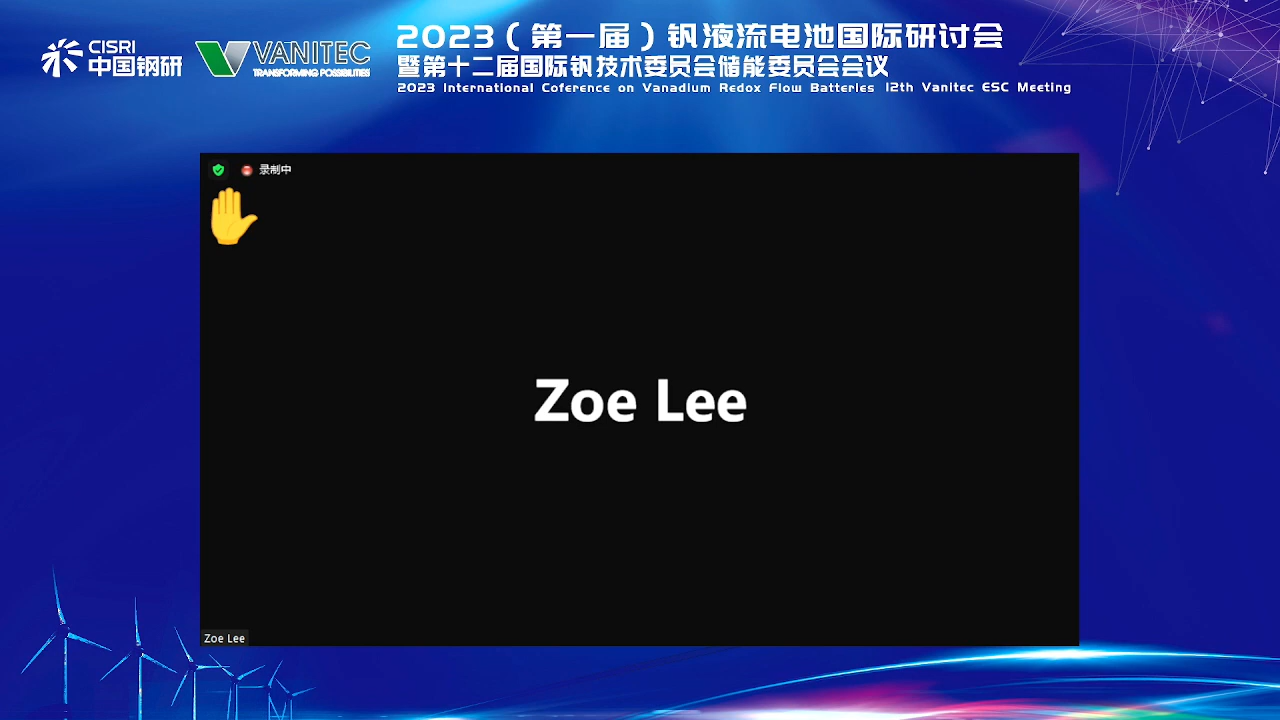 CISRI
中国钢研
VANITEC
TRANSFORMING POSSIBILITIES
2023（第一届）钒液流电池国际研讨会
暨第十二届国际钒技术委员会储能委员会会议
2023 International Coference on Vanadium Redox Flow Batteries 12th Vanitec ESC Meeting
录制中
Zoe Lee
Zoe Lee